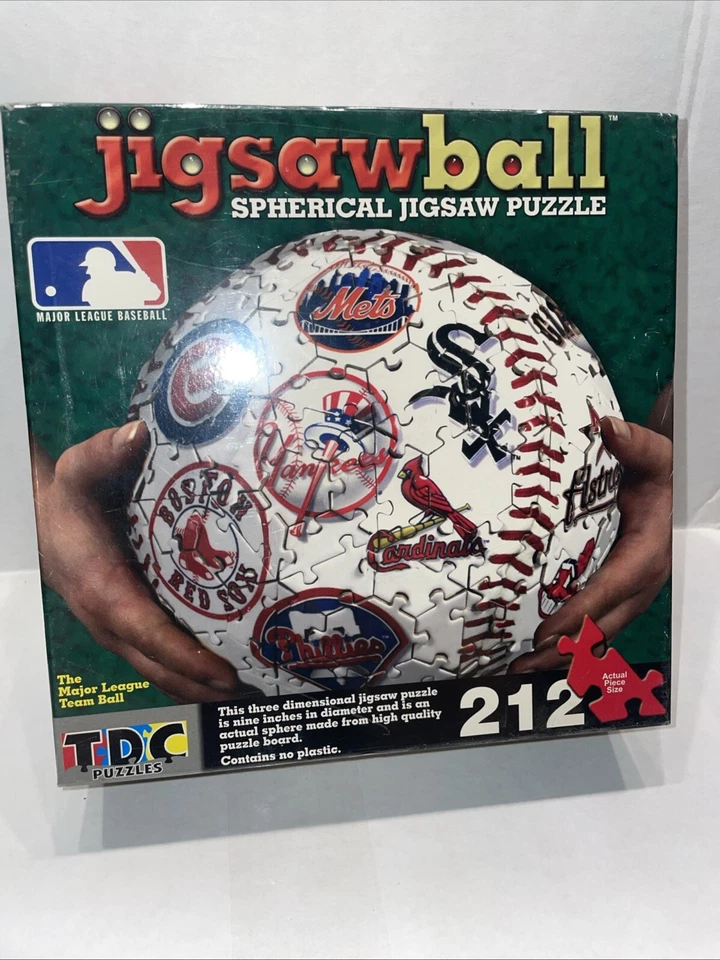 jigsawball™
SPHERICAL JIGSAW PUZZLE
MAJOR LEAGUE BASEBALL
Mets
C
Sox
Yankees
Astro
BOSTON
RED SOX
Cardinals
Phillies
The
Major League
Team Ball
This three dimensional jigsaw puzzle
is nine inches in diameter and is an
actual sphere made from high quality
puzzle board.
Contains no plastic.
212
Actual
Piece
Size
TDC
PUZZLES